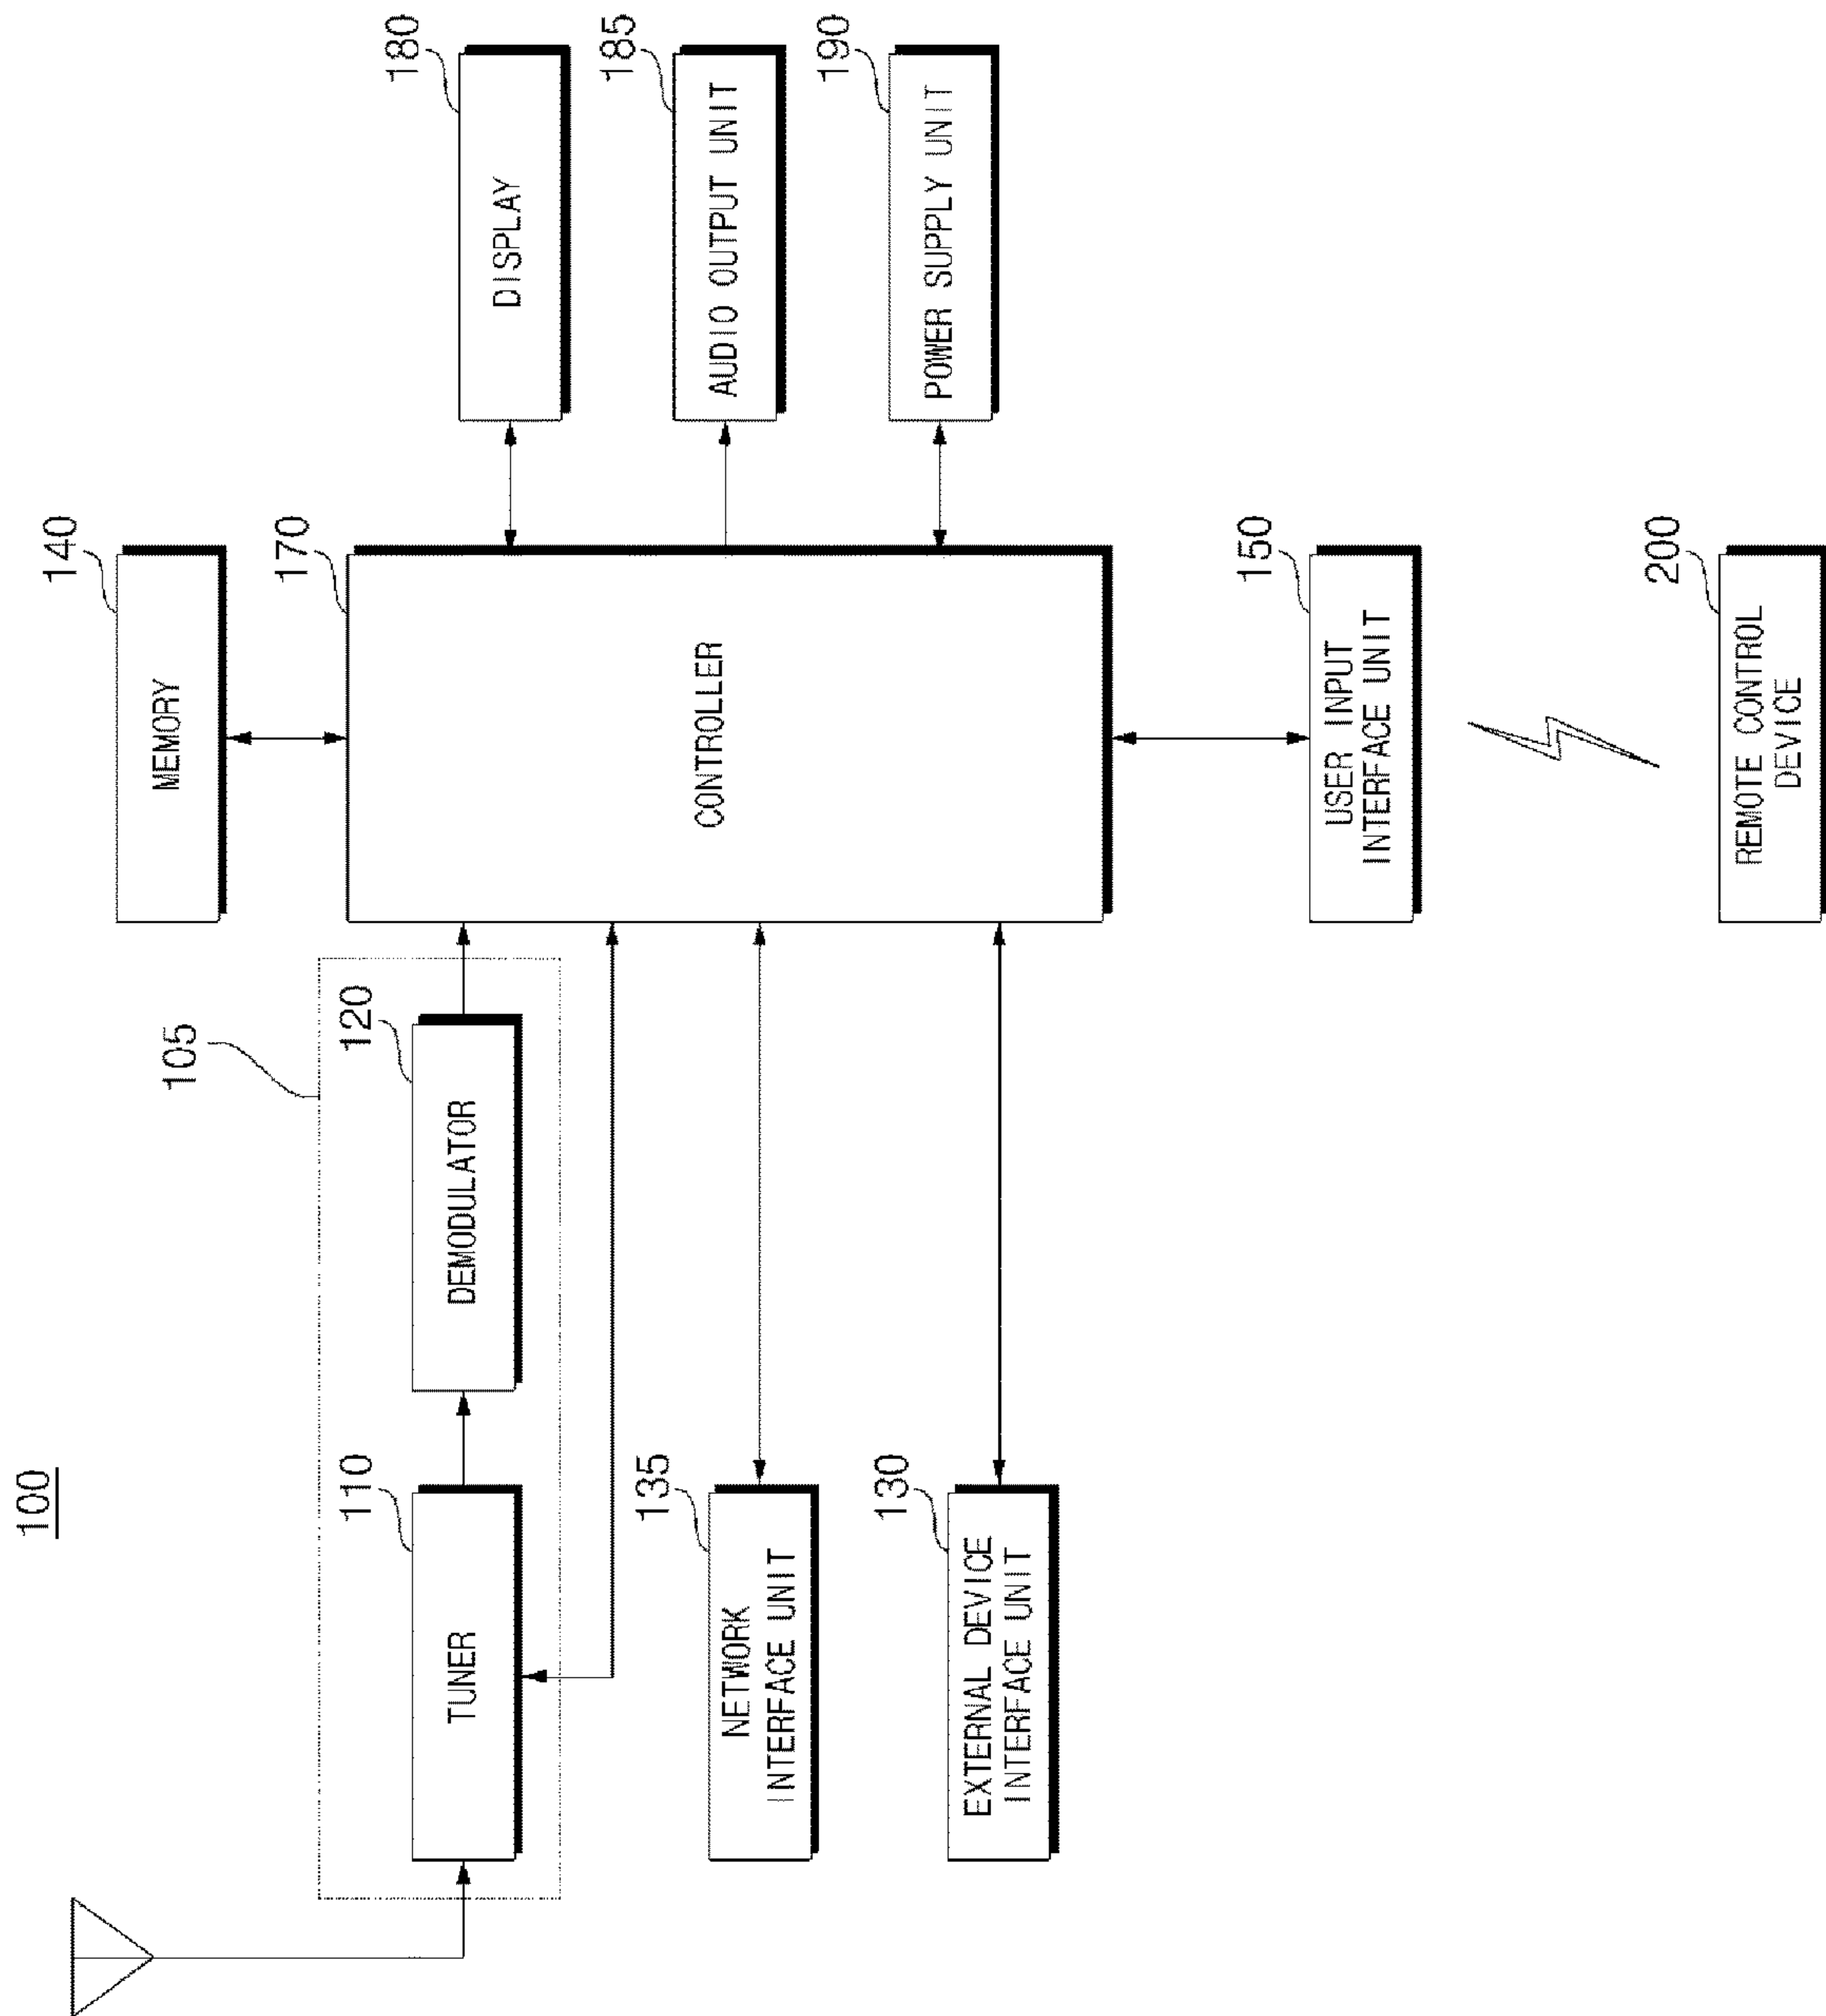 100
105
140
MEMORY
110
TUNER
120
DEMODULATOR
170
CONTROLLER
180
DISPLAY
135
NETWORK
INTERFACE UNIT
185
AUDIO OUTPUT UNIT
130
EXTERNAL DEVICE
INTERFACE UNIT
190
POWER SUPPLY UNIT
150
USER INPUT
INTERFACE UNIT
200
REMOTE CONTROL
DEVICE